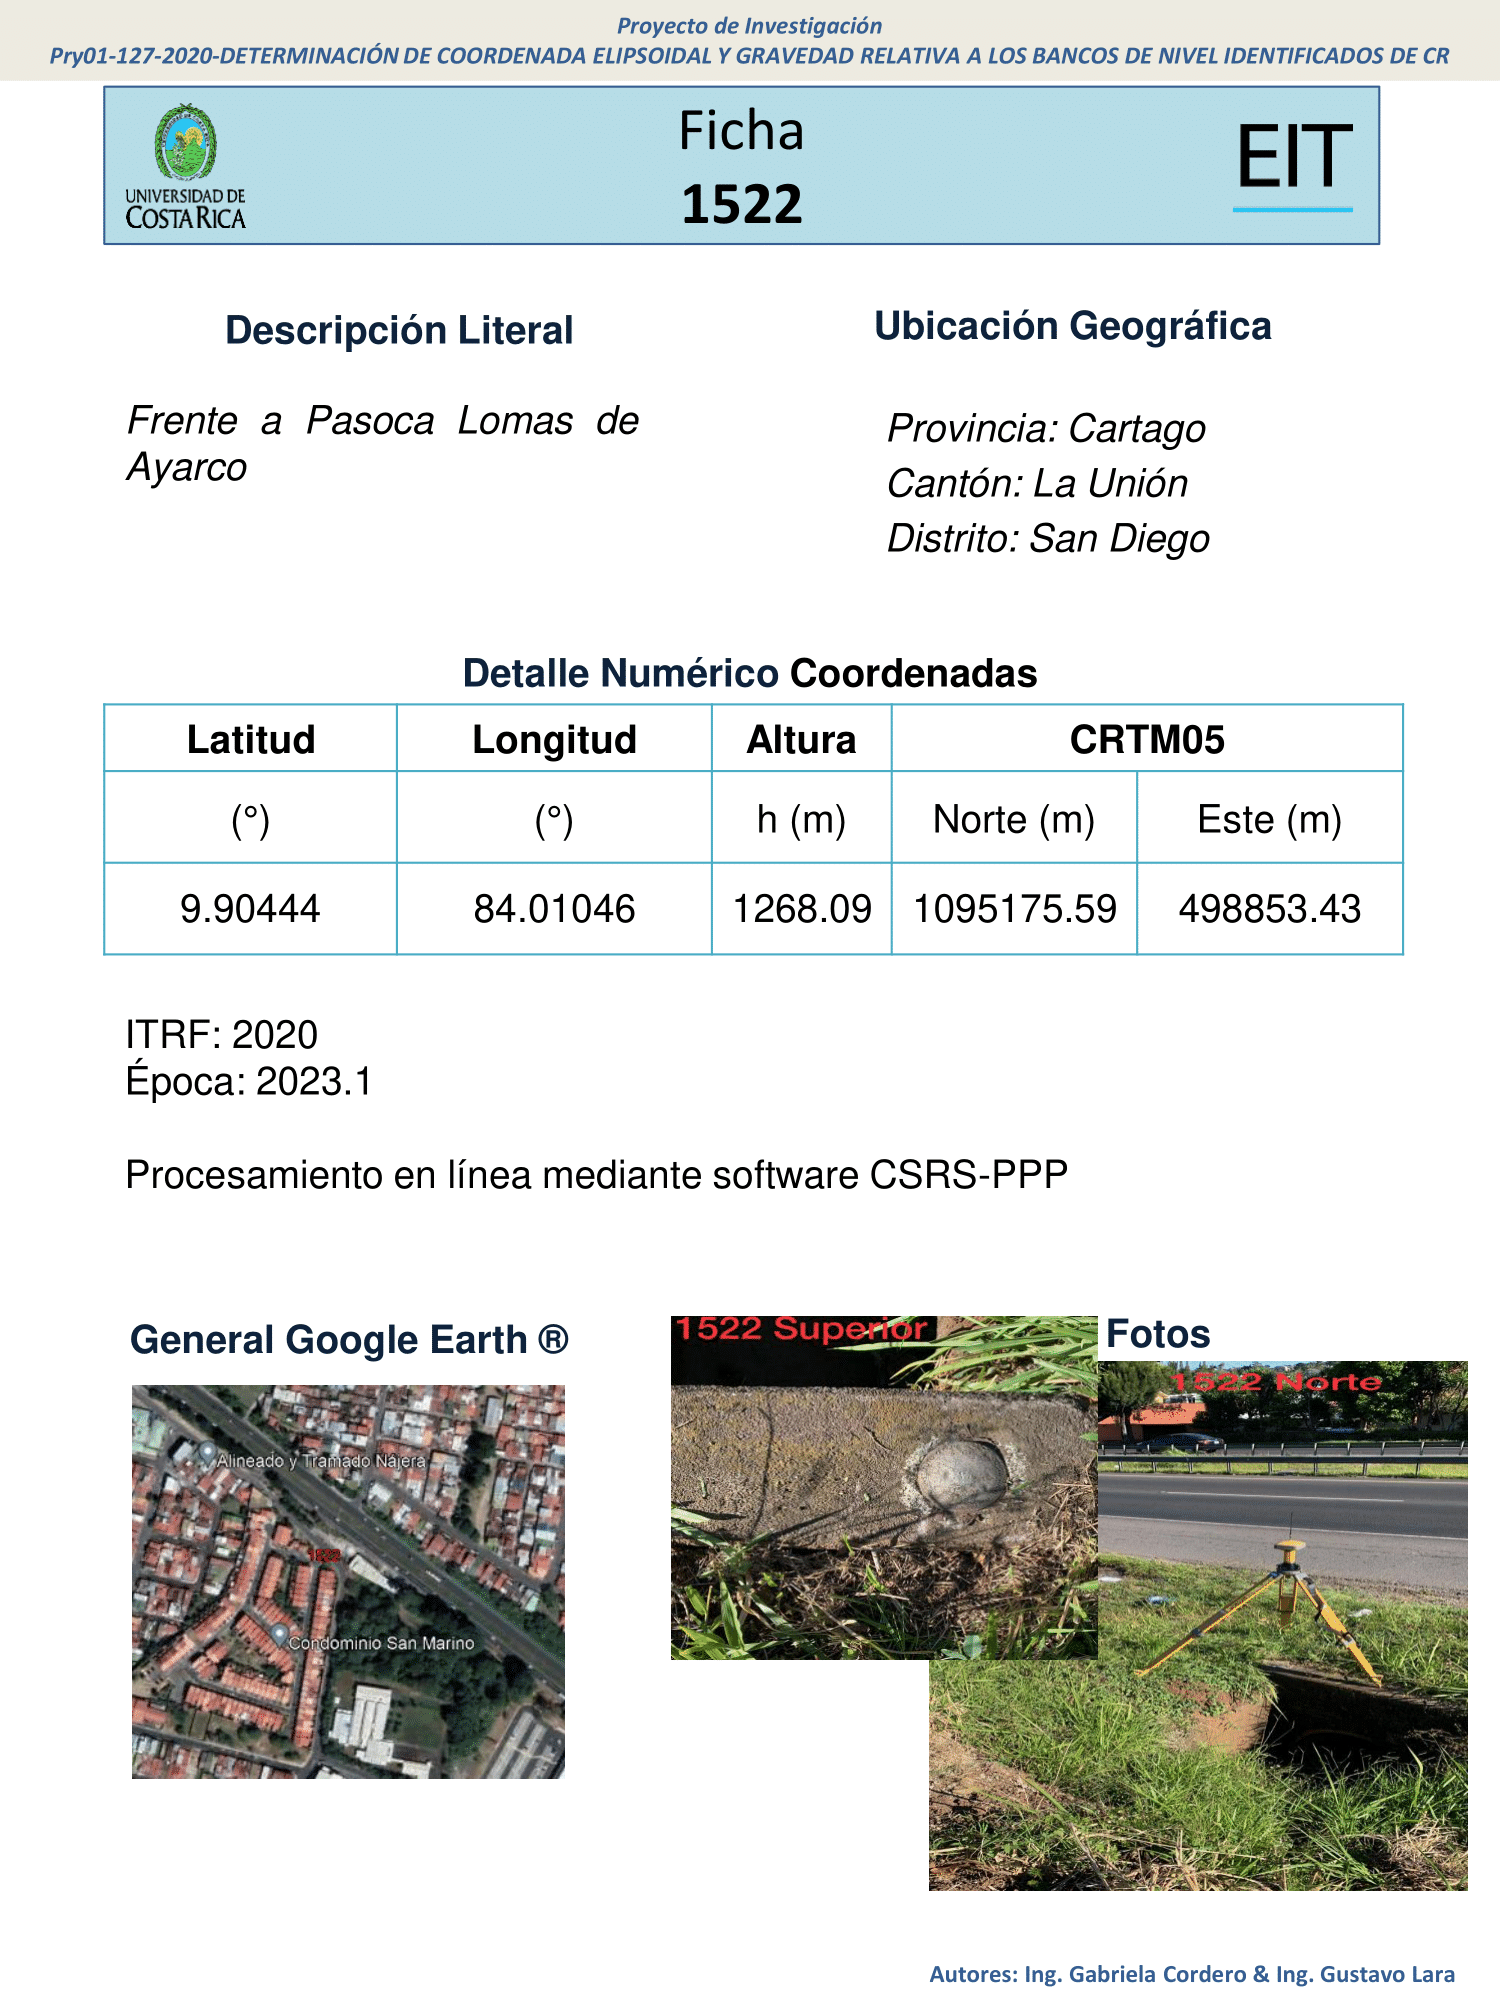 Proyecto de Investigación
Pry01-127-2020-DETERMINACIÓN DE COORDENADA ELIPSOIDAL Y GRAVEDAD RELATIVA A LOS BANCOS DE NIVEL IDENTIFICADOS DE CR
UNIVERSIDAD DE
COSTA RICA
Ficha
1522
EIT
Descripción Literal
Frente a Pasoca Lomas de
Ayarco
Ubicación Geográfica
Provincia: Cartago
Cantón: La Unión
Distrito: San Diego
Detalle Numérico Coordenadas
Latitud Longitud Altura CRTM05
(°) (°) h (m) Norte (m) Este (m)
9.90444 84.01046 1268.09 1095175.59 498853.43
ITRF: 2020
Época: 2023.1
Procesamiento en línea mediante software CSRS-PPP
General Google Earth ®
Alineado y Tramado Nájera
1522
Condominio San Marino
1522 Superior
Fotos
1522 Norte
Autores: Ing. Gabriela Cordero & Ing. Gustavo Lara